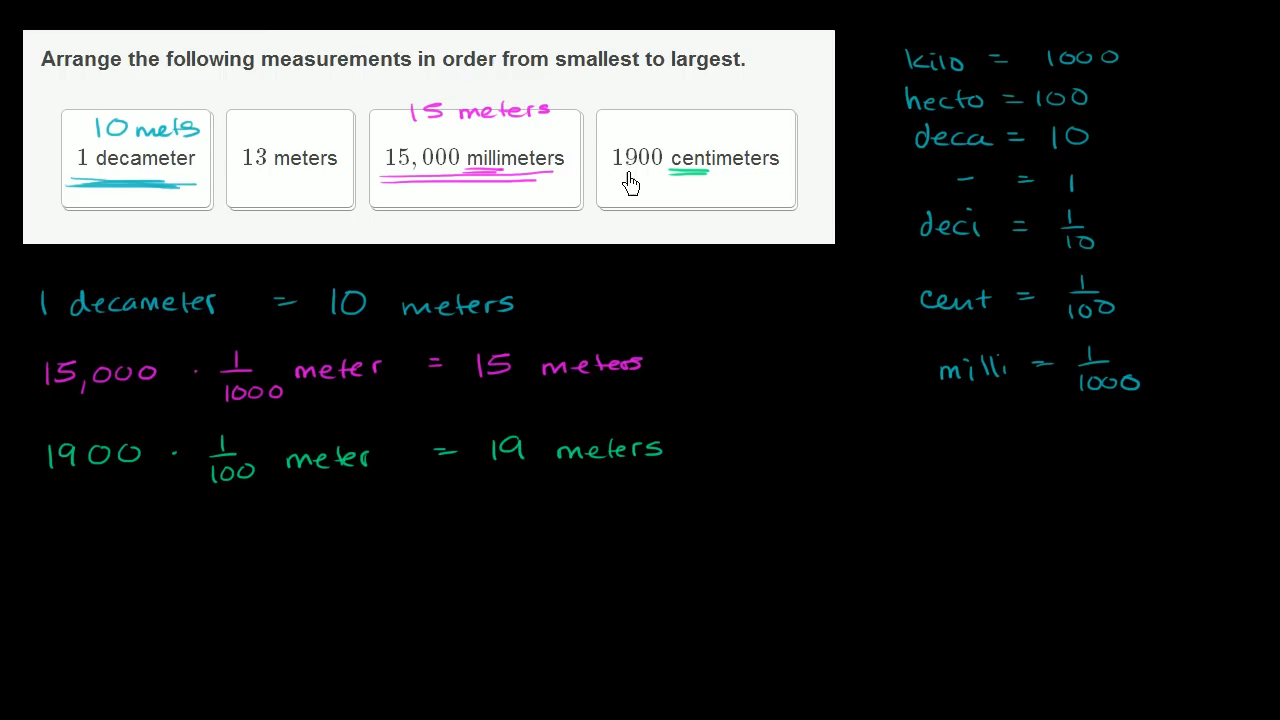 Arrange the following measurements in order from smallest to largest.
10 mets
15 meters
1 decameter
13 meters
15,000 millimeters
1900 centimeters
1 decameter = 10 meters
15,000 · 1/1000 meter = 15 meters
1900 · 1/100 meter = 19 meters
kilo = 1000
hecto = 100
deca = 10
- = 1
deci = 1/10
cent = 1/100
milli = 1/1000